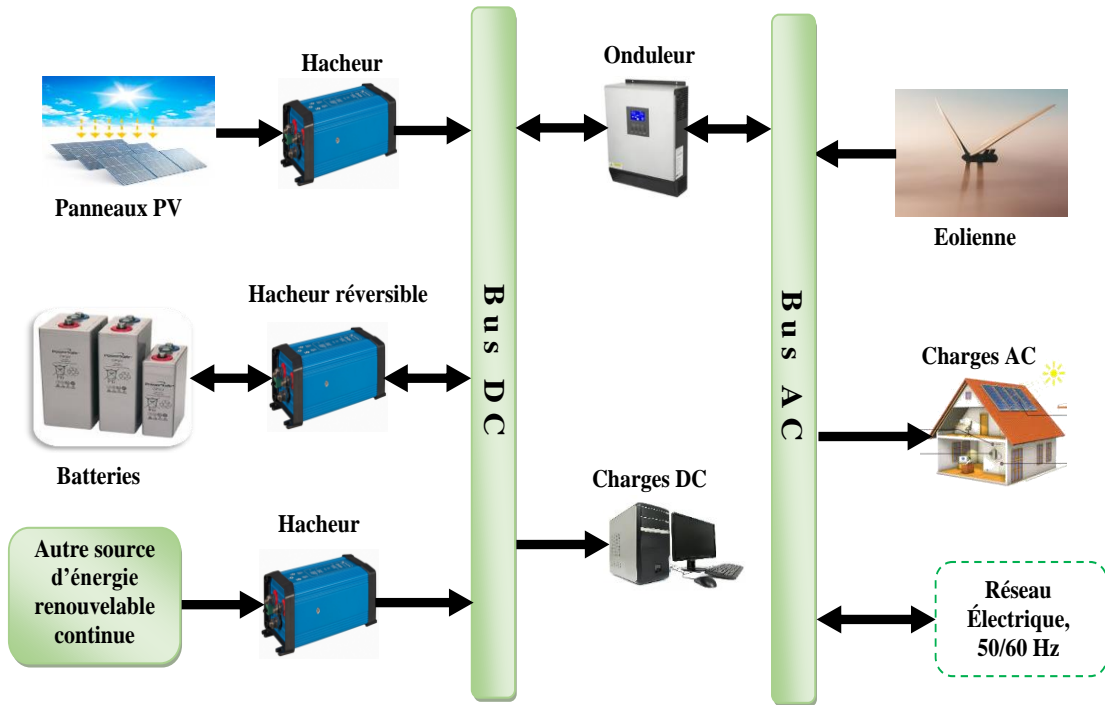 Hacheur
Onduleur
Panneaux PV
Eolienne
Hacheur réversible
Bus DC
Bus AC
Charges AC
Batteries
Charges DC
Hacheur
Autre source
d'énergie
renouvelable
continue
Réseau
Électrique,
50/60 Hz